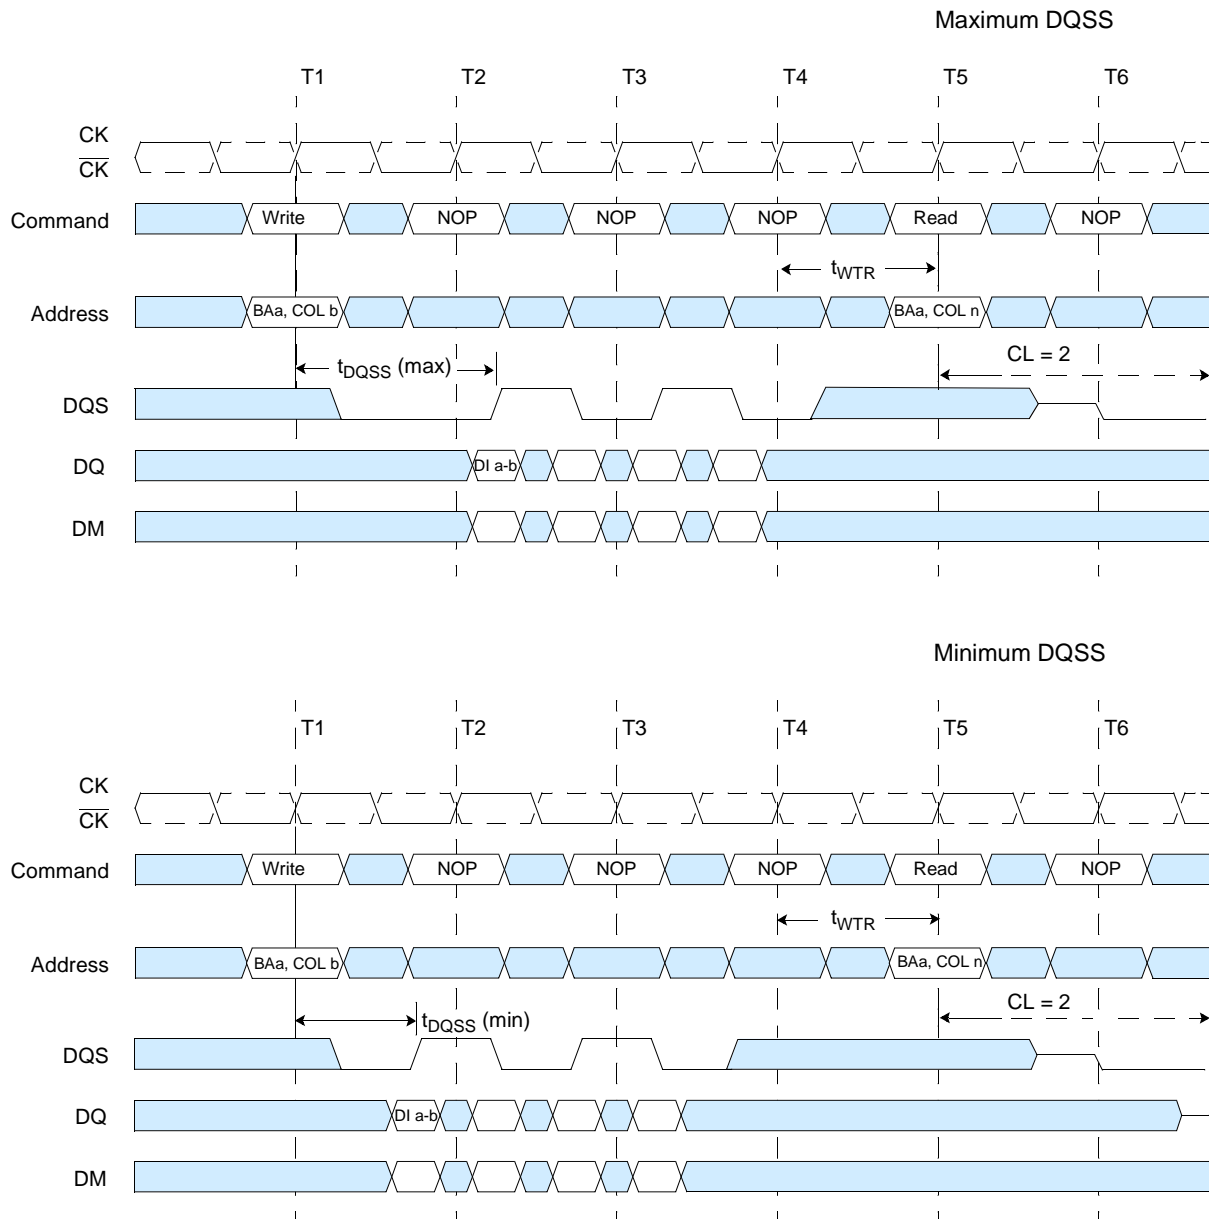 Maximum DQSS
T1 T2 T3 T4 T5 T6
CK
CK
Command Write NOP NOP NOP Read NOP
tWTR
Address BAa, COL b BAa, COL n
tDQSS (max) CL = 2
DQS
DQ DI a-b
DM
Minimum DQSS
T1 T2 T3 T4 T5 T6
CK
CK
Command Write NOP NOP NOP Read NOP
tWTR
Address BAa, COL b BAa, COL n
tDQSS (min) CL = 2
DQS
DQ DI a-b
DM